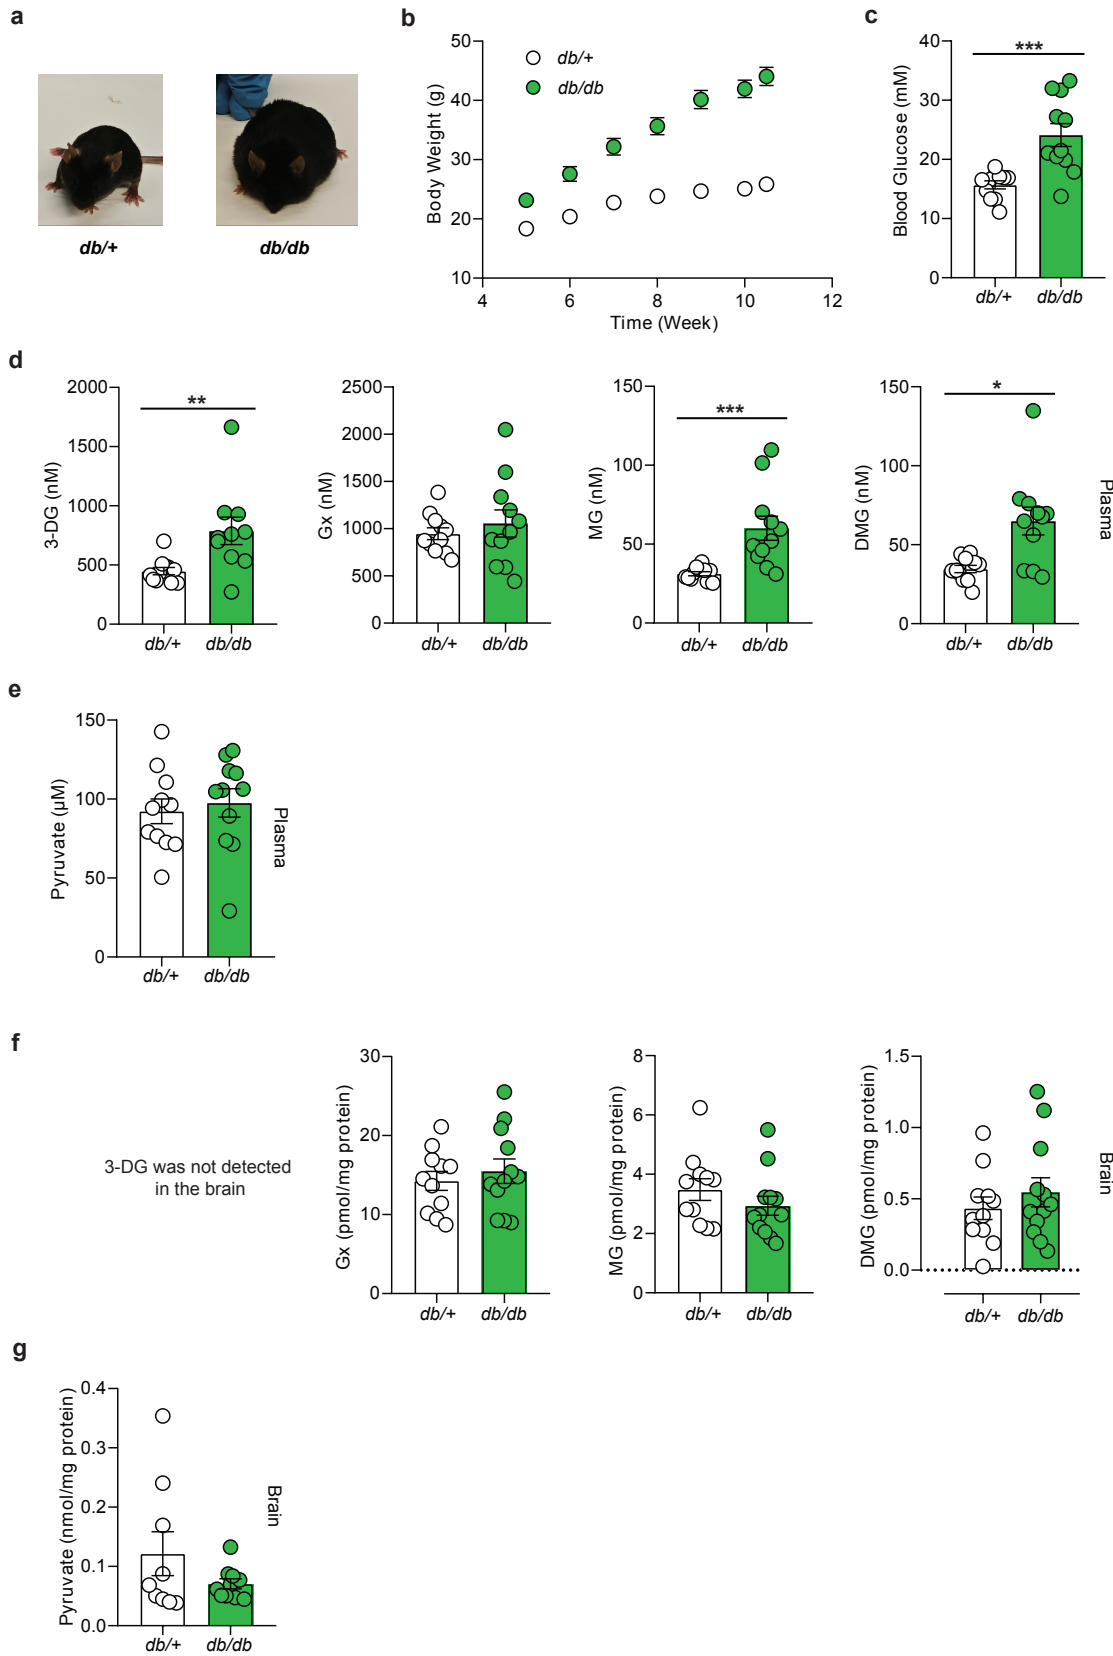 a
db/+
db/db
b
Body Weight (g)
50
40
30
20
10
db/+
db/db
4
6
8
10
12
Time (Week)
c
Blood Glucose (mM)
40
30
20
10
0
***
db/+
db/db
d
3-DG (nM)
2000
1500
1000
500
0
**
db/+
db/db
Gx (nM)
2500
2000
1500
1000
500
0
db/+
db/db
MG (nM)
150
100
50
0
***
db/+
db/db
DMG (nM)
150
100
50
0
*
db/+
db/db
Plasma
e
Pyruvate (µM)
150
100
50
0
db/+
db/db
Plasma
f
3-DG was not detected
in the brain
Gx (pmol/mg protein)
30
20
10
0
db/+
db/db
MG (pmol/mg protein)
8
6
4
2
0
db/+
db/db
DMG (pmol/mg protein)
1.5
1.0
0.5
0.0
db/+
db/db
Brain
g
Pyruvate (nmol/mg protein)
0.4
0.3
0.2
0.1
0.0
db/+
db/db
Brain